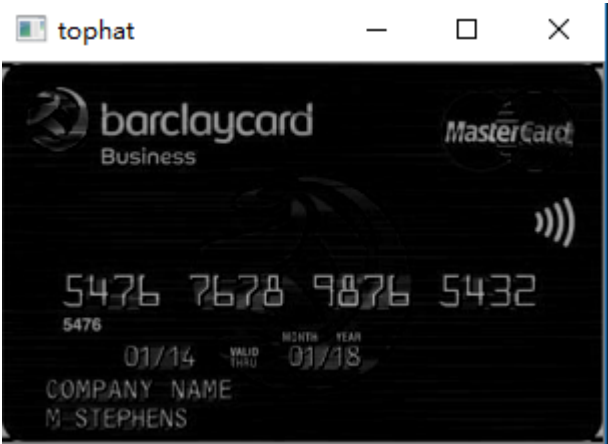 tophat
barclaycard
Business
MasterCard
5476 7678 9876 5432
5476
MONTH YEAR
01/14 VALID THRU 01/18
COMPANY NAME
M STEPHENS